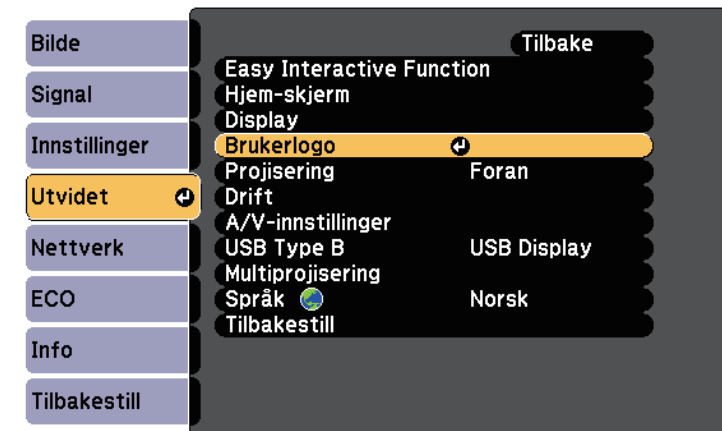 Bilde
Signal
Innstillinger
Utvidet
Nettverk
ECO
Info
Tilbakestill
Tilbake
Easy Interactive Function
Hjem-skjerm
Display
Brukerlogo
Projisering Foran
Drift
A/V-innstillinger
USB Type B USB Display
Multiprojisering
Språk Norsk
Tilbakestill